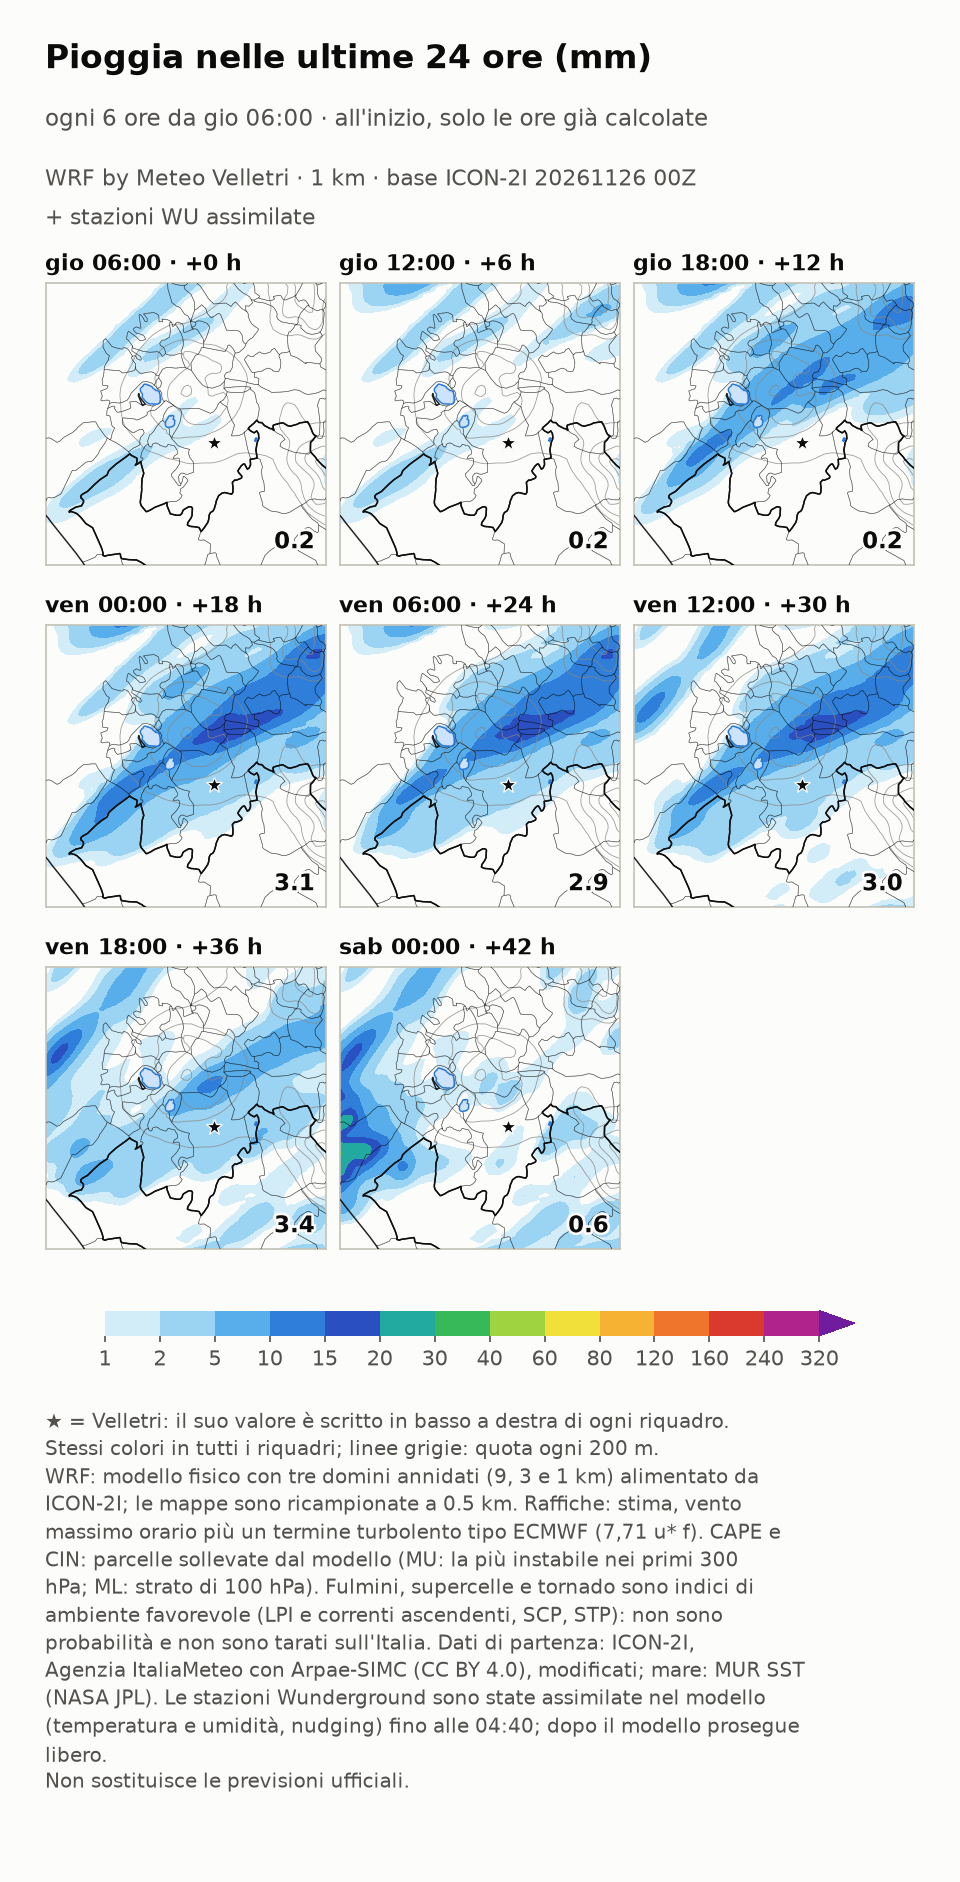 Pioggia nelle ultime 24 ore (mm)
ogni 6 ore da gio 06:00 · all'inizio, solo le ore già calcolate
WRF by Meteo Velletri · 1 km · base ICON-2I 20261126 00Z
+ stazioni WU assimilate
gio 06:00 · +0 h
0.2
gio 12:00 · +6 h
0.2
gio 18:00 · +12 h
0.2
ven 00:00 · +18 h
3.1
ven 06:00 · +24 h
2.9
ven 12:00 · +30 h
3.0
ven 18:00 · +36 h
3.4
sab 00:00 · +42 h
0.6
1 2 5 10 15 20 30 40 60 80 120 160 240 320
★ = Velletri: il suo valore è scritto in basso a destra di ogni riquadro.
Stessi colori in tutti i riquadri; linee grigie: quota ogni 200 m.
WRF: modello fisico con tre domini annidati (9, 3 e 1 km) alimentato da
ICON-2I; le mappe sono ricampionate a 0.5 km. Raffiche: stima, vento
massimo orario più un termine turbolento tipo ECMWF (7,71 u* f). CAPE e
CIN: parcelle sollevate dal modello (MU: la più instabile nei primi 300
hPa; ML: strato di 100 hPa). Fulmini, supercelle e tornado sono indici di
ambiente favorevole (LPI e correnti ascendenti, SCP, STP): non sono
probabilità e non sono tarati sull'Italia. Dati di partenza: ICON-2I,
Agenzia ItaliaMeteo con Arpae-SIMC (CC BY 4.0), modificati; mare: MUR SST
(NASA JPL). Le stazioni Wunderground sono state assimilate nel modello
(temperatura e umidità, nudging) fino alle 04:40; dopo il modello prosegue
libero.
Non sostituisce le previsioni ufficiali.